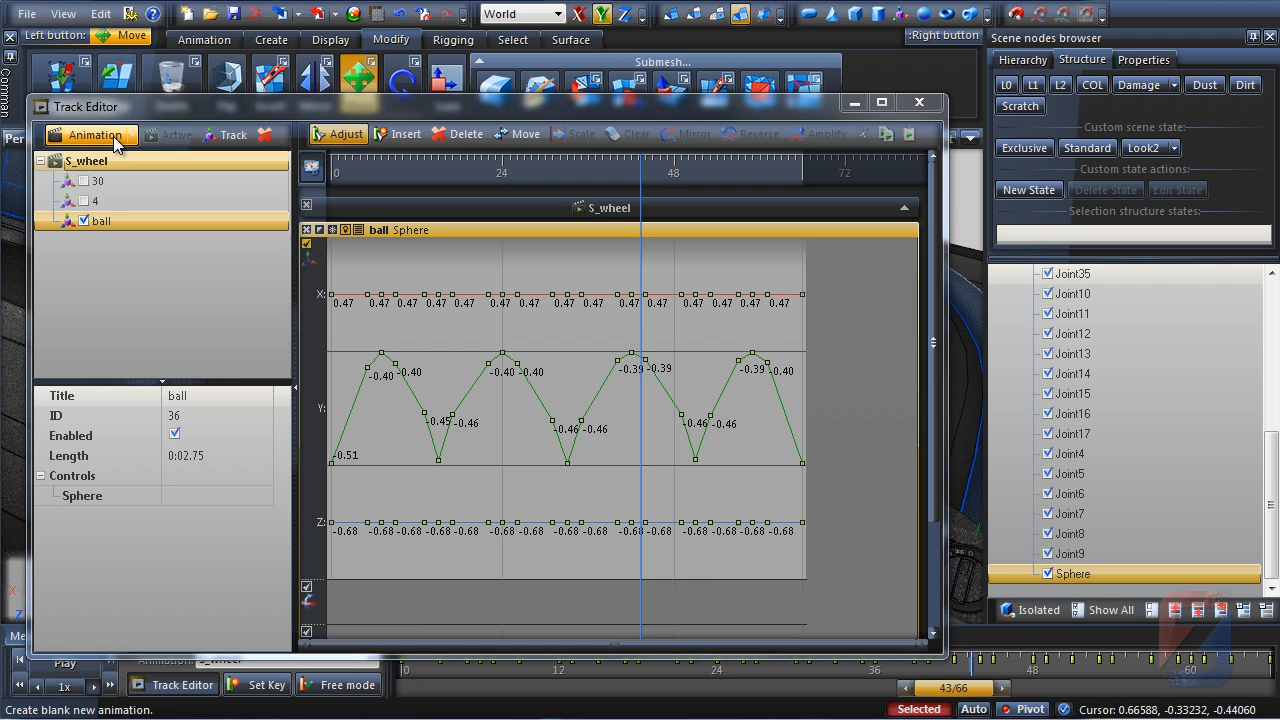 File View Edit World X Y Z
Left button: Move Animation Create Display Modify Rigging Select Surface :Right button
Scene nodes browser
Submesh...
Hierarchy Structure Properties
L0 L1 L2 COL Damage Dust Dirt
Scratch
Custom scene state:
Exclusive Standard Look2
Custom state actions:
New State Delete State Edit State
Selection structure states:
Track Editor
Animation Active Track
Adjust Insert Delete Move Scale Clear Mirror Reverse Amplify
S_wheel
30
4
ball
0 24 48 72
S_wheel
ball Sphere
X:
0.47 0.47 0.47 0.47 0.47 0.47 0.47 0.47 0.47 0.47 0.47 0.47 0.47 0.47 0.47 0.47 0.47
-0.40 -0.40 -0.40 -0.40 -0.39 -0.39 -0.39 -0.40
Y:
-0.45 -0.46 -0.46 -0.46 -0.46 -0.46
-0.51
Z:
-0.68 -0.68 -0.68 -0.68 -0.68 -0.68 -0.68 -0.68 -0.68 -0.68 -0.68 -0.68 -0.68 -0.68 -0.68 -0.68 -0.68
Title ball
ID 36
Enabled
Length 0:02.75
Controls
Sphere
Joint35
Joint10
Joint11
Joint12
Joint13
Joint14
Joint15
Joint16
Joint17
Joint4
Joint5
Joint6
Joint7
Joint8
Joint9
Sphere
Isolated Show All
Play
1x
Track Editor Set Key Free mode
0 12 24 36 48 60
43/66
Create blank new animation.
Selected Auto Pivot Cursor: 0.66588, -0.33232, -0.44060